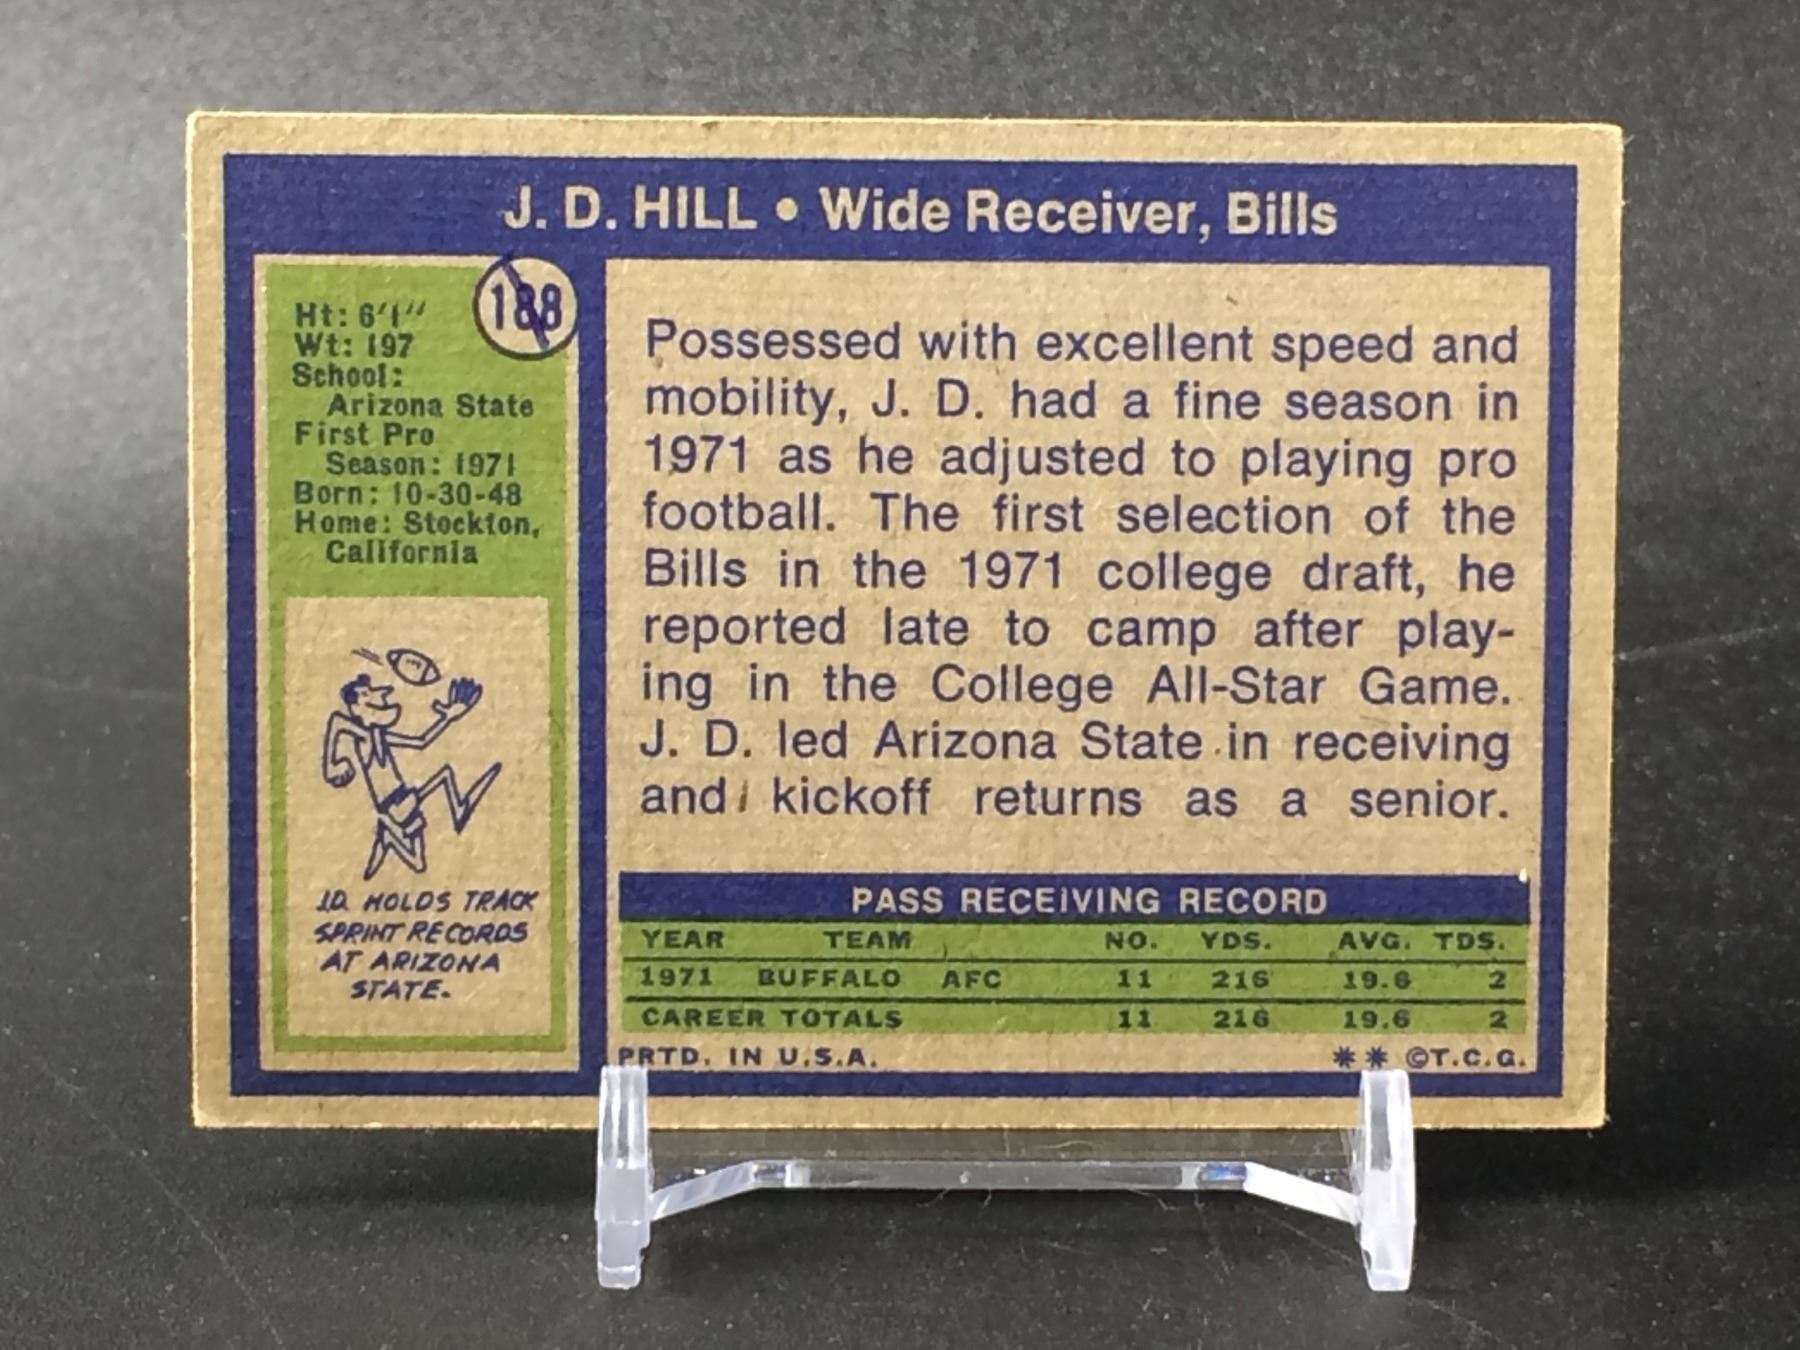 J. D. HILL • Wide Receiver, Bills
188
Ht: 6'1"
Wt: 197
School:
Arizona State
First Pro
Season: 1971
Born: 10-30-48
Home: Stockton,
California
J.D. HOLDS TRACK
SPRINT RECORDS
AT ARIZONA
STATE.
Possessed with excellent speed and
mobility, J. D. had a fine season in
1971 as he adjusted to playing pro
football. The first selection of the
Bills in the 1971 college draft, he
reported late to camp after play-
ing in the College All-Star Game.
J. D. led Arizona State in receiving
and kickoff returns as a senior.
PASS RECEIVING RECORD
YEAR TEAM NO. YDS. AVG. TDS.
1971 BUFFALO AFC 11 216 19.6 2
CAREER TOTALS 11 216 19.6 2
PRTD. IN U.S.A. ** ©T.C.G.